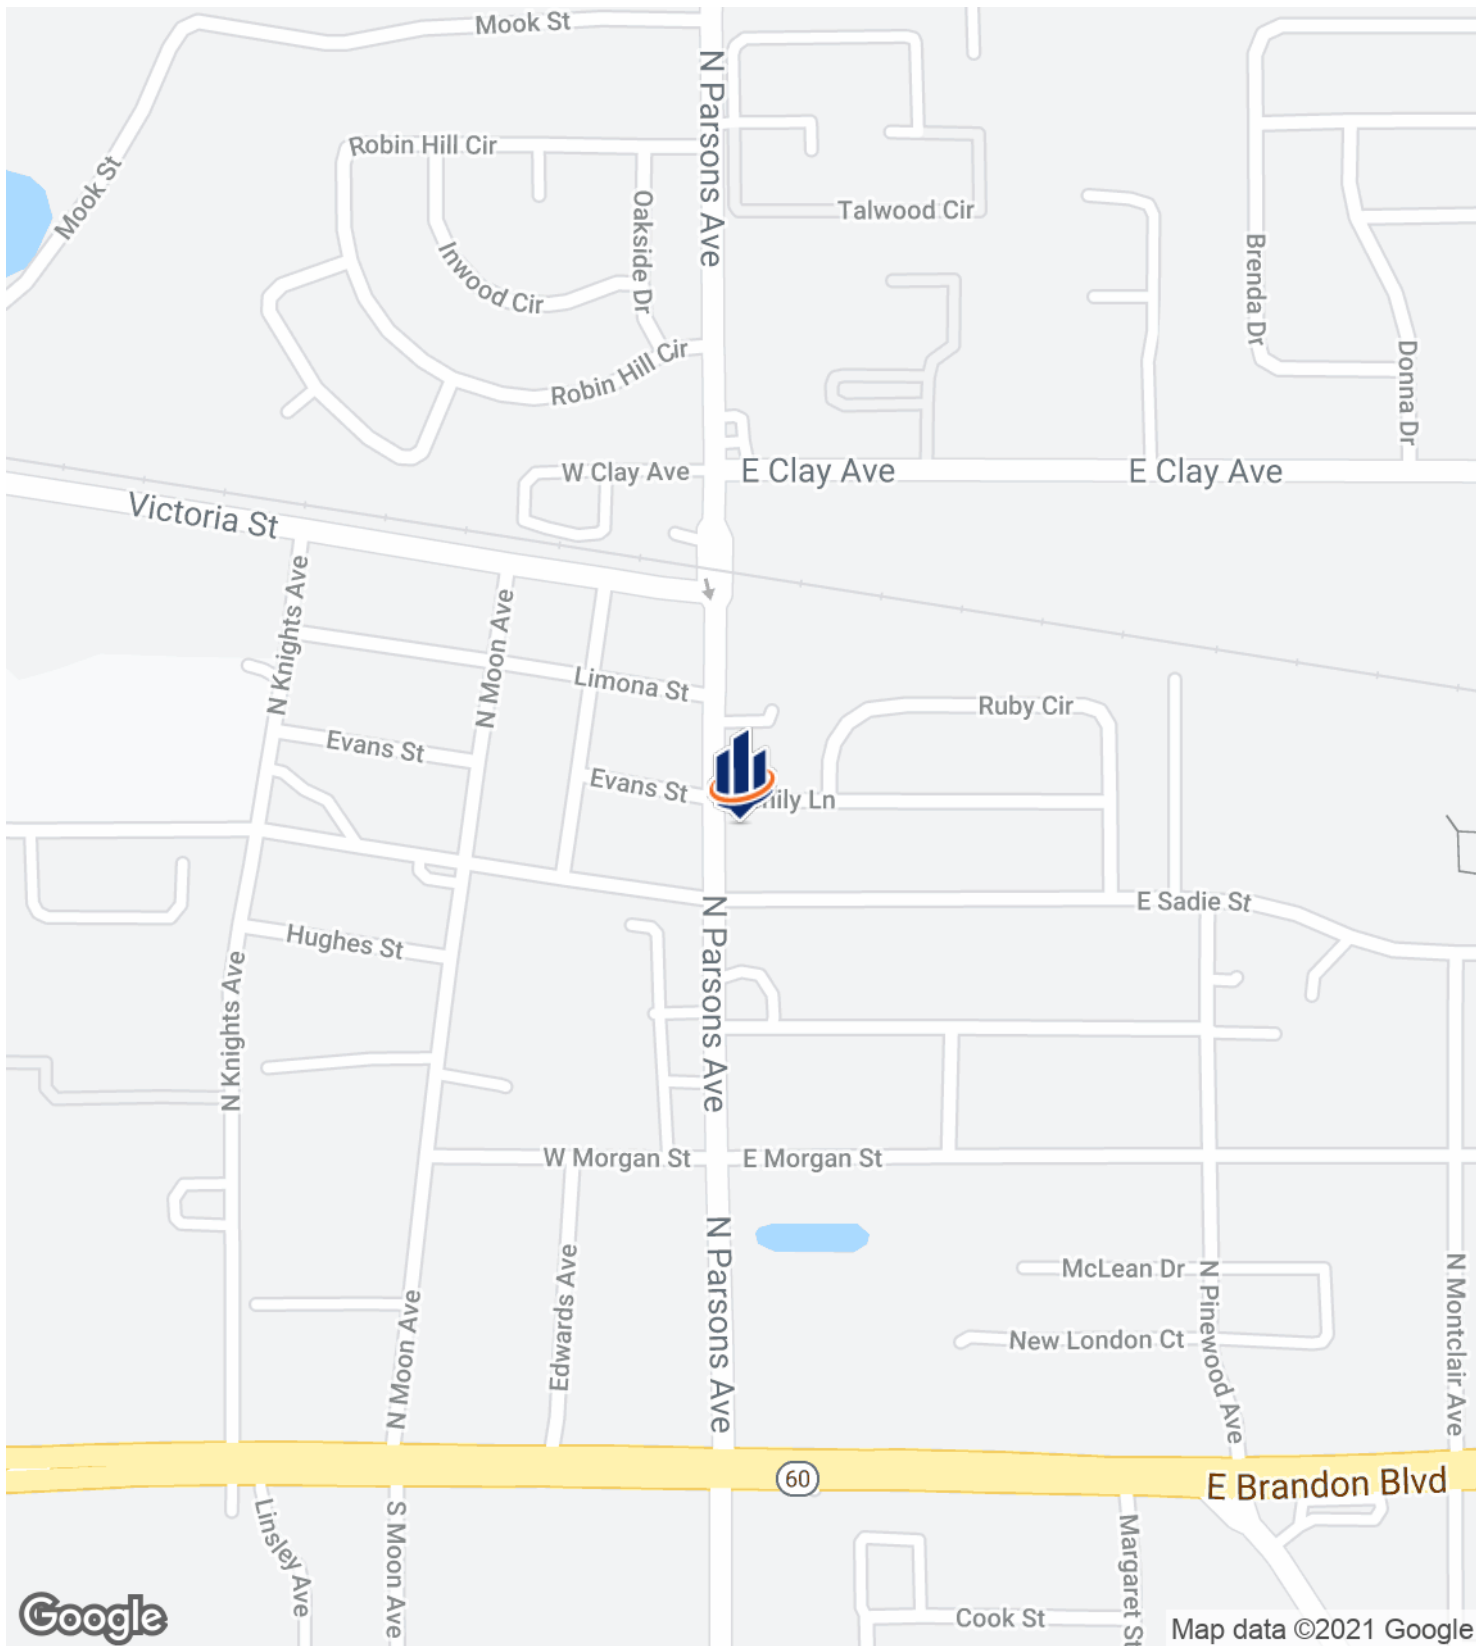 Mook St
N Parsons Ave
Robin Hill Cir
Mook St
Oakside Dr
Talwood Cir
Inwood Cir
Brenda Dr
Donna Dr
Robin Hill Cir
W Clay Ave
E Clay Ave
E Clay Ave
Victoria St
N Knights Ave
N Moon Ave
Limona St
Ruby Cir
Evans St
Evans St
Ln
N Parsons Ave
E Sadie St
Hughes St
N Knights Ave
W Morgan St
E Morgan St
N Parsons Ave
Edwards Ave
McLean Dr
N Pinewood Ave
N Montclair Ave
N Moon Ave
New London Ct
60
E Brandon Blvd
Linsley Ave
S Moon Ave
Margaret St
Cook St
Google
Map data ©2021 Google